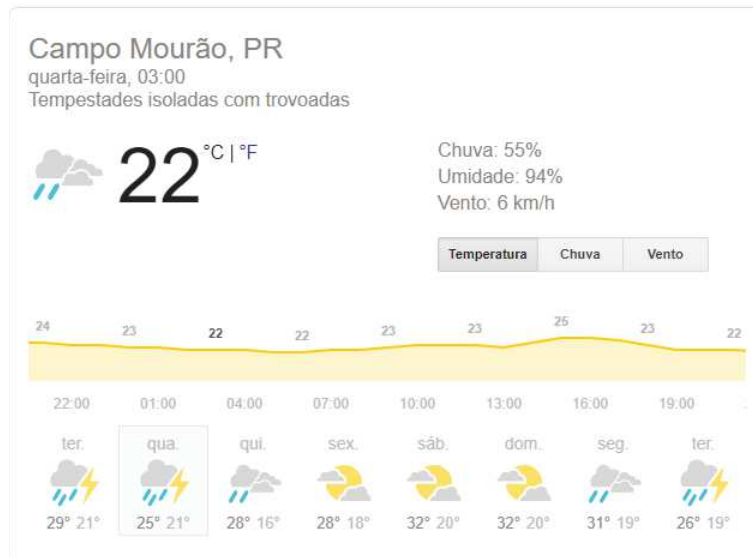 Campo Mourão, PR
quarta-feira, 03:00
Tempestades isoladas com trovoadas
22 °C | °F
Chuva: 55%
Umidade: 94%
Vento: 6 km/h
Temperatura Chuva Vento
24 23 22 22 23 23 25 23 22
22:00 01:00 04:00 07:00 10:00 13:00 16:00 19:00
ter. qua. qui. sex. sáb. dom. seg. ter.
29° 21° 25° 21° 28° 16° 28° 18° 32° 20° 32° 20° 31° 19° 26° 19°